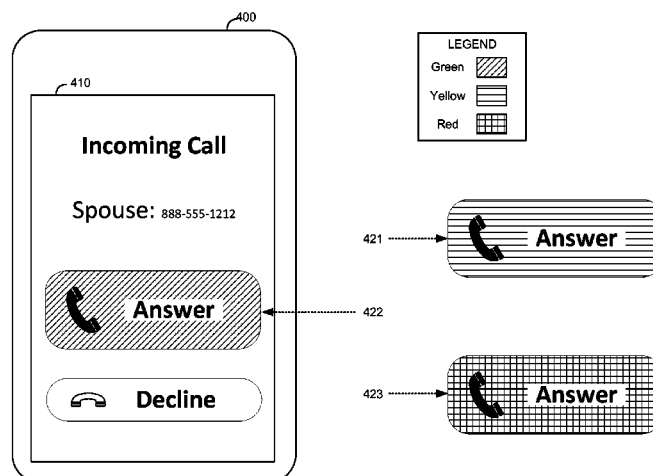 400
LEGEND
Green
Yellow
Red
410
Incoming Call
Spouse: 888-555-1212
421
Answer
Answer
422
423
Answer
Decline